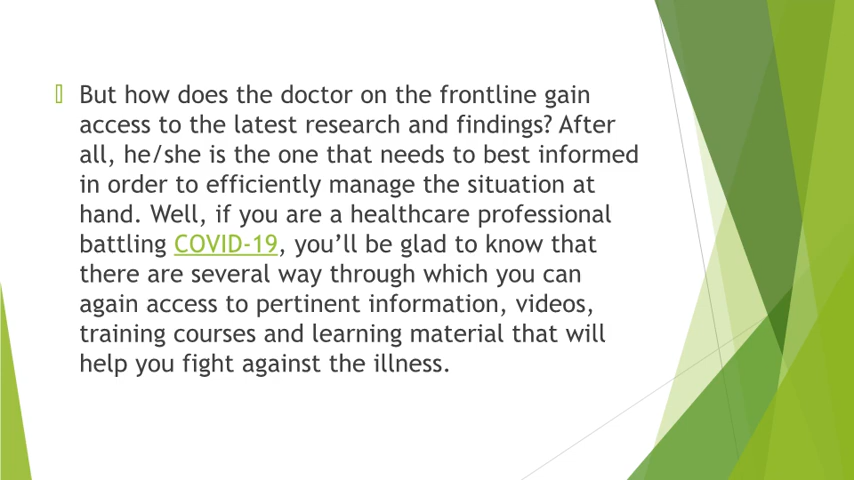 But how does the doctor on the frontline gain
access to the latest research and findings? After
all, he/she is the one that needs to best informed
in order to efficiently manage the situation at
hand. Well, if you are a healthcare professional
battling COVID-19, you’ll be glad to know that
there are several way through which you can
again access to pertinent information, videos,
training courses and learning material that will
help you fight against the illness.